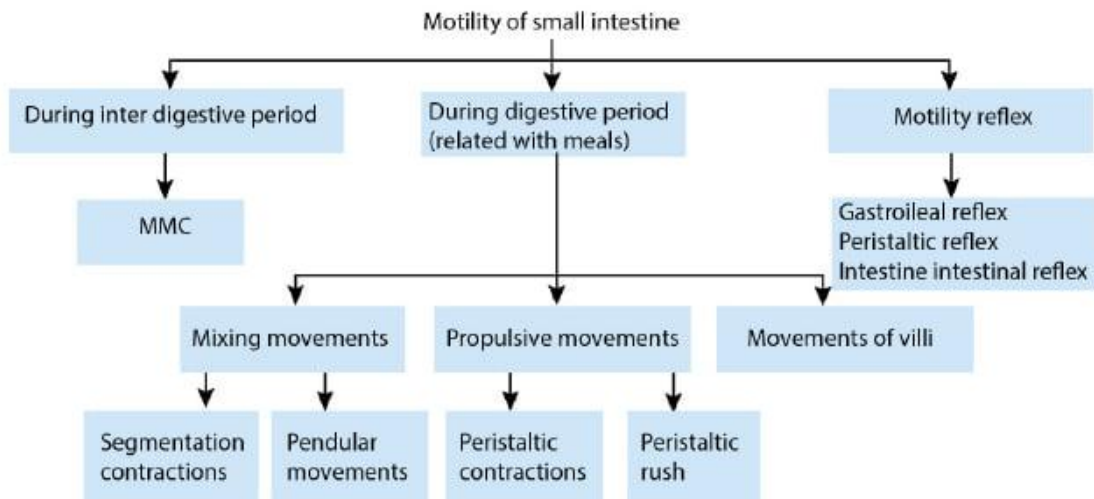 Motility of small intestine
During inter digestive period
During digestive period
(related with meals)
Motility reflex
MMC
Gastroileal reflex
Peristaltic reflex
Intestine intestinal reflex
Mixing movements
Propulsive movements
Movements of villi
Segmentation
contractions
Pendular
movements
Peristaltic
contractions
Peristaltic
rush